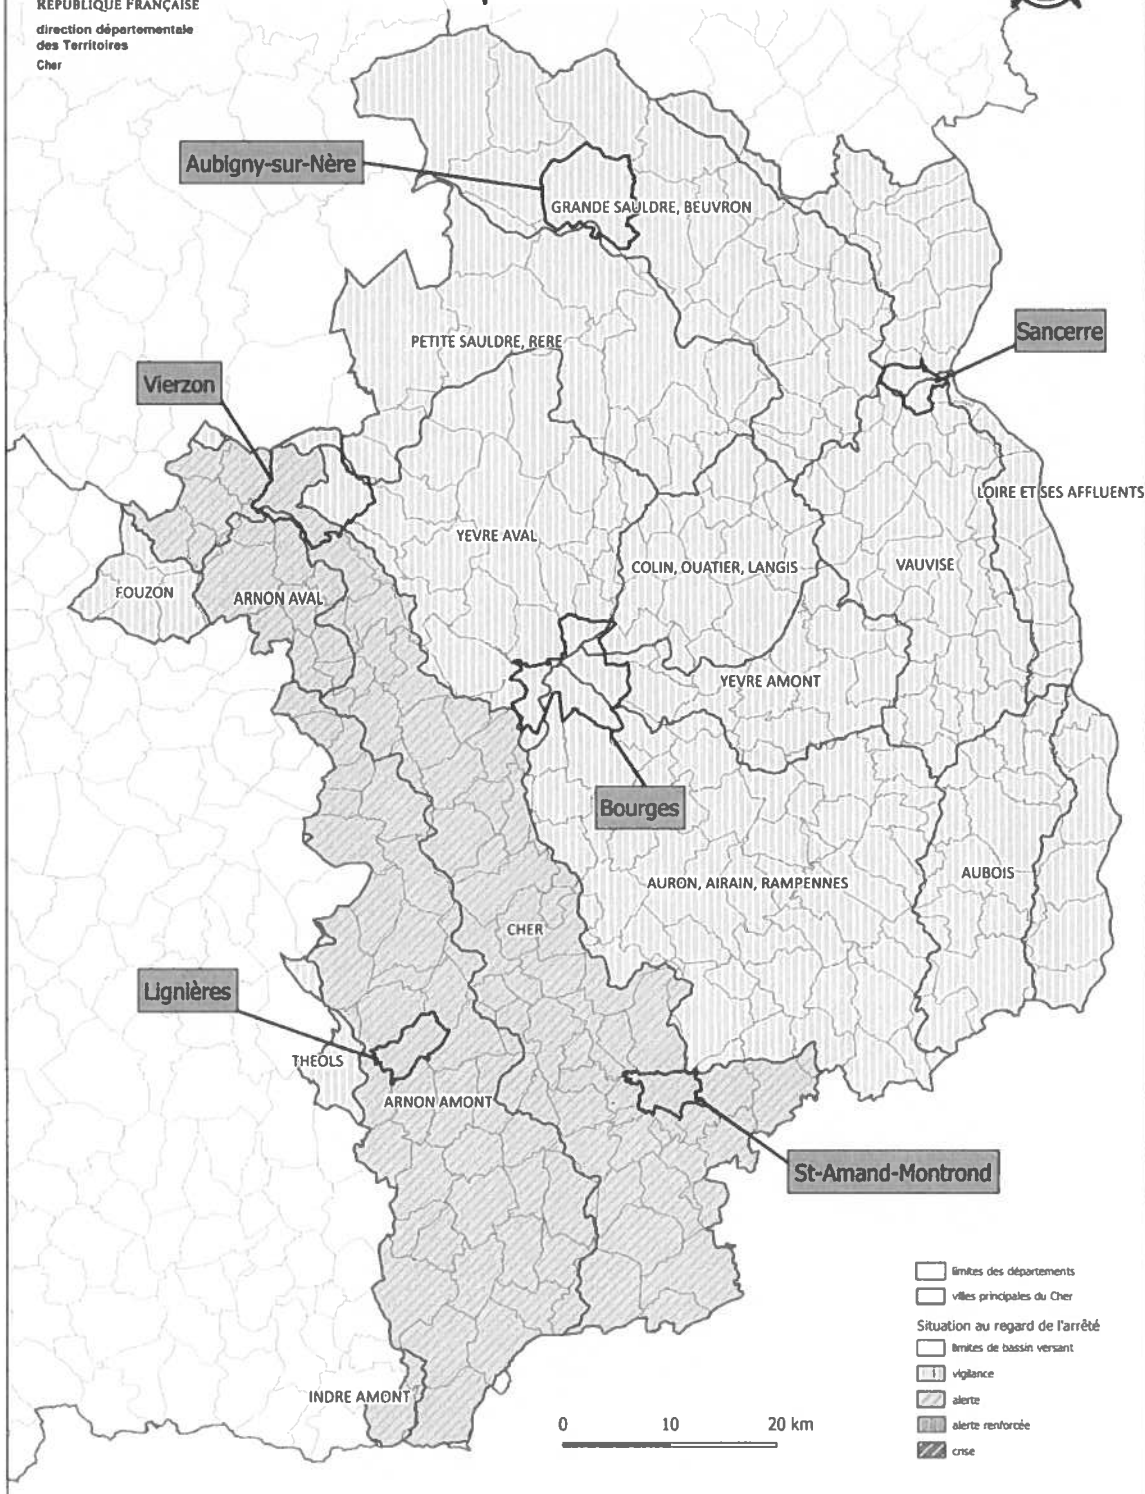 RÉPUBLIQUE FRANÇAISE
direction départementale
des Territoires
Cher
Aubigny-sur-Nère
GRANDE SAULDRE, BEUVRON
Sancerre
PETITE SAULDRE, RERE
Vierzon
LOIRE ET SES AFFLUENTS
YEVRE AVAL
COLIN, OUATIER, LANGIS
VAUVISE
FOUZON
ARNON AVAL
YEVRE AMONT
Bourges
AURON, AIRAIN, RAMPENNES
AUBOIS
CHER
Lignières
THEOLS
ARNON AMONT
St-Amand-Montrond
limites des départements
villes principales du Cher
Situation au regard de l'arrêté
limites de bassin versant
vigilance
alerte
alerte renforcée
crise
INDRE AMONT
0 10 20 km